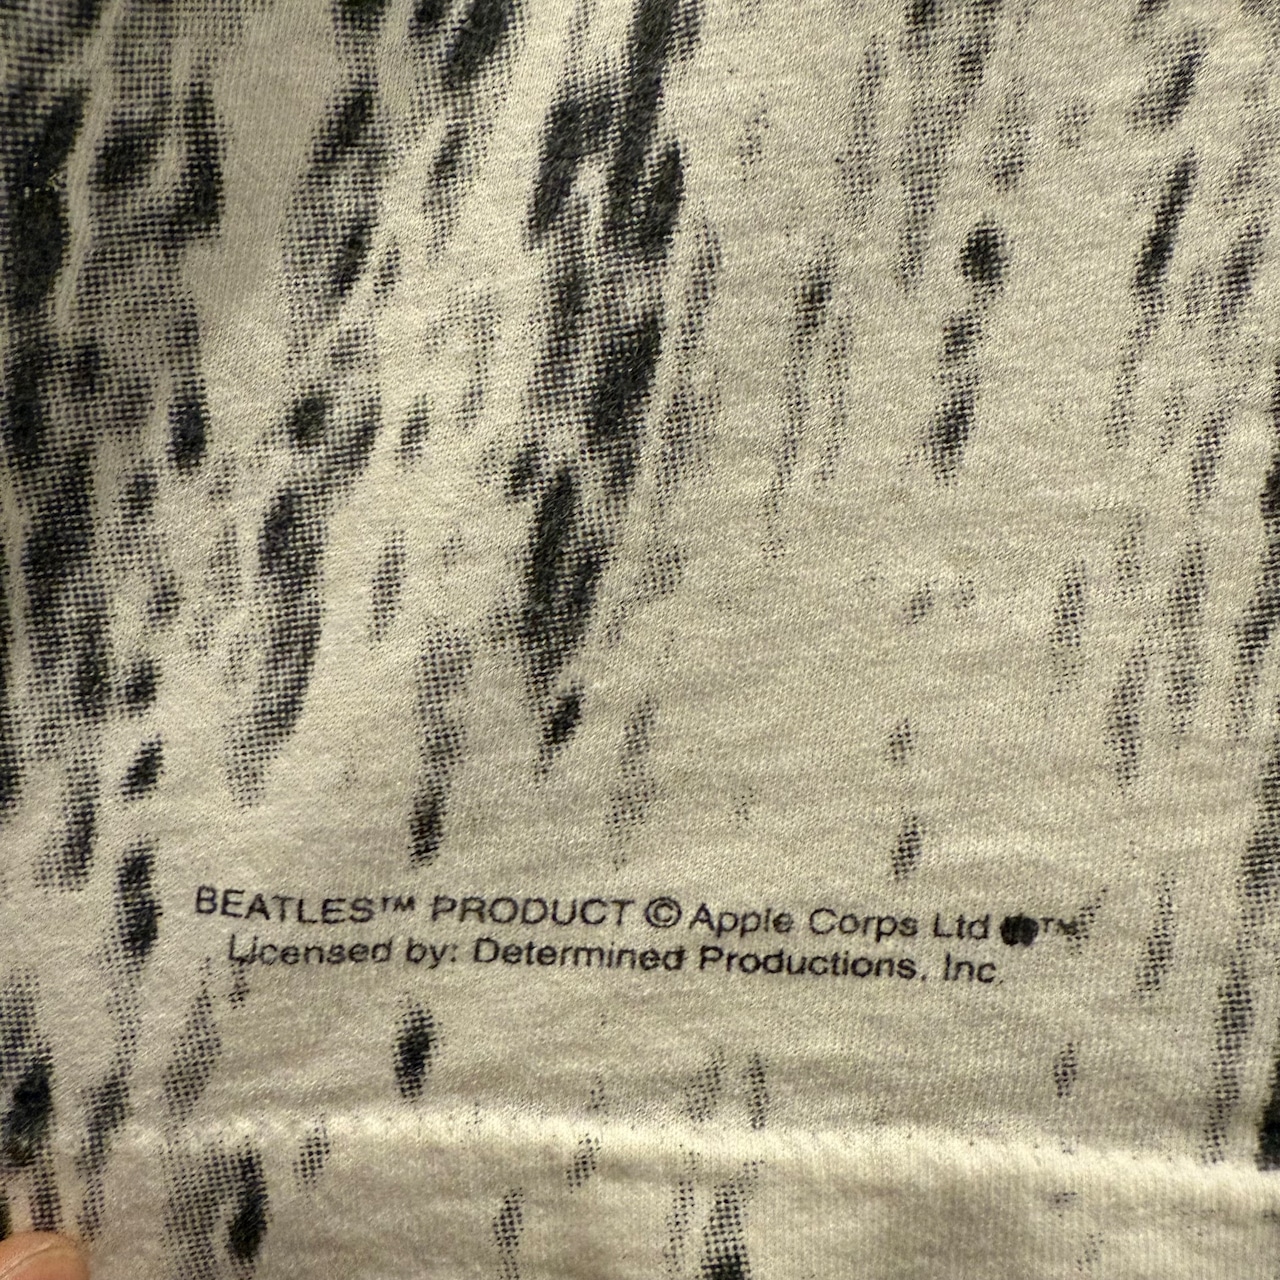 BEATLES™ PRODUCT © Apple Corps Ltd ™
Licensed by: Determined Productions, Inc.